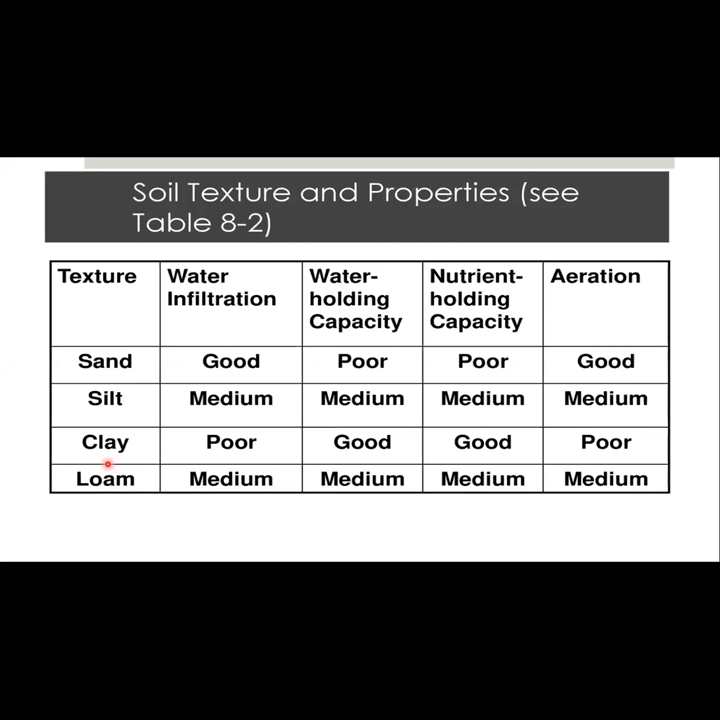 Soil Texture and Properties (see
Table 8-2)
Texture Water Infiltration Water-holding Capacity Nutrient-holding Capacity Aeration
Sand Good Poor Poor Good
Silt Medium Medium Medium Medium
Clay Poor Good Good Poor
Loam Medium Medium Medium Medium